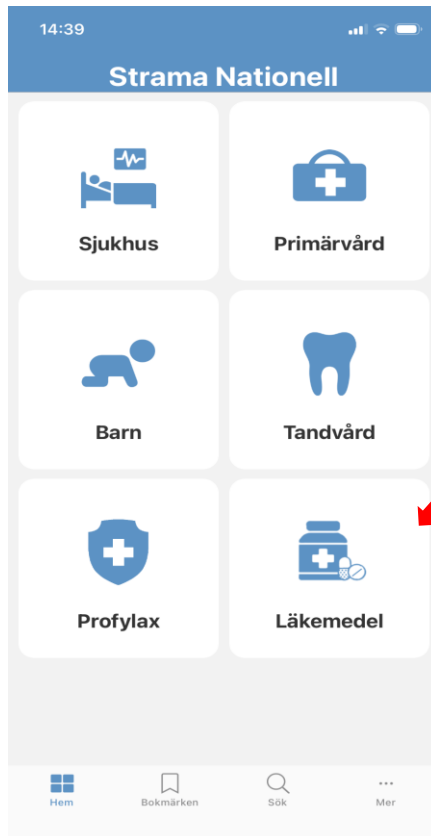 14:39
Strama Nationell
Sjukhus
Primärvård
Barn
Tandvård
Profylax
Läkemedel
Hem
Bokmärken
Sök
Mer